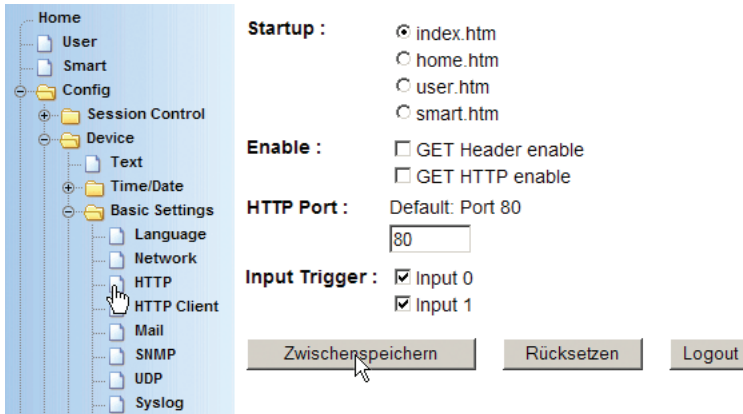 Home
User
Smart
Config
Session Control
Device
Text
Time/Date
Basic Settings
Language
Network
HTTP
HTTP Client
Mail
SNMP
UDP
Syslog
Startup :
index.htm
home.htm
user.htm
smart.htm
Enable :
GET Header enable
GET HTTP enable
HTTP Port :
Default: Port 80
80
Input Trigger :
Input 0
Input 1
Zwischenspeichern
Rücksetzen
Logout